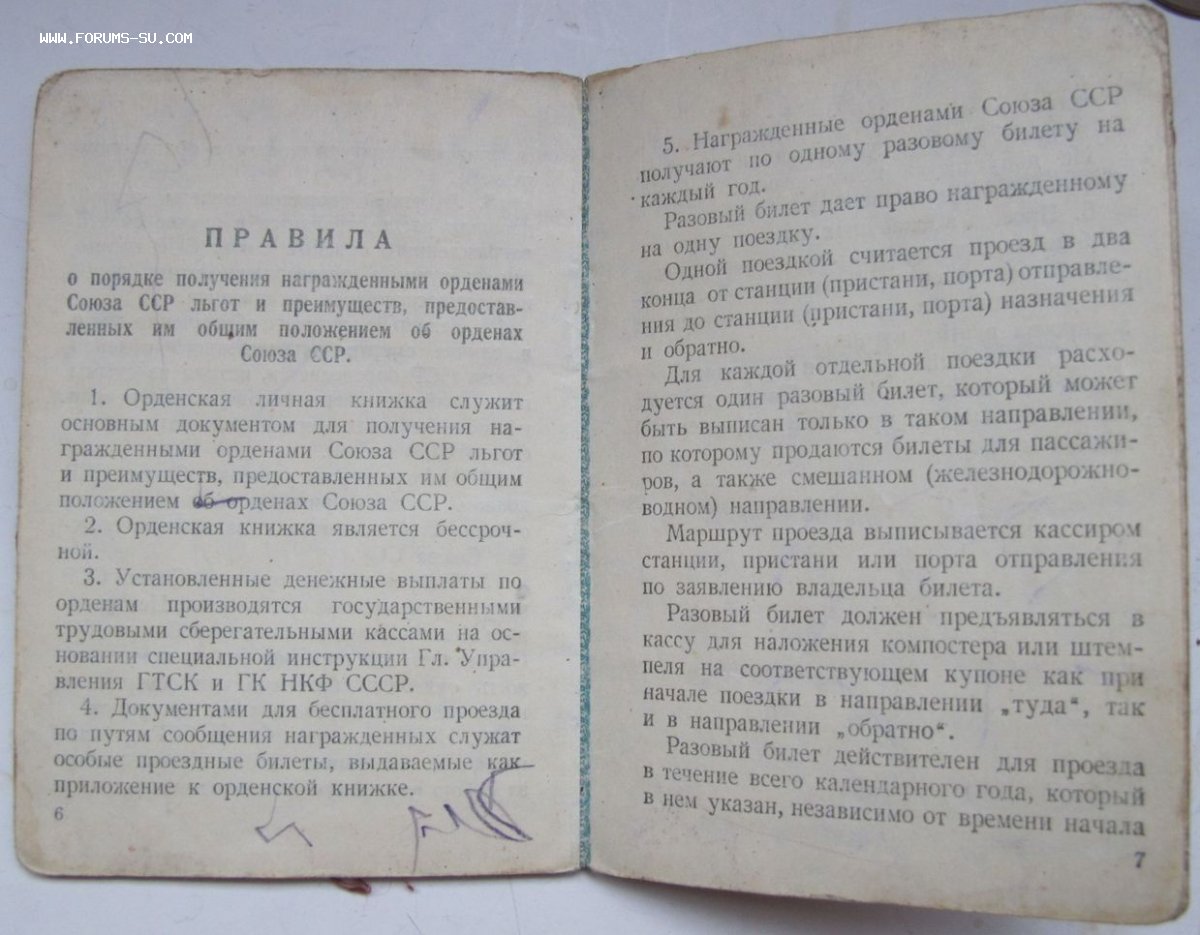 WWW.FORUMS-SU.COM
ПРАВИЛА
о порядке получения награжденными орденами
Союза ССР льгот и преимуществ, предостав-
ленных им общим положением об орденах
Союза ССР.
1. Орденская личная книжка служит
основным документом для получения на-
гражденными орденами Союза ССР льгот
и преимуществ, предоставленных им общим
положением об орденах Союза ССР.
2. Орденская книжка является бессроч-
ной.
3. Установленные денежные выплаты по
орденам производятся государственными
трудовыми сберегательными кассами на ос-
новании специальной инструкции Гл. Упра-
вления ГТСК и ГК НКФ СССР.
4. Документами для бесплатного проезда
по путям сообщения награжденных служат
особые проездные билеты, выдаваемые как
приложение к орденской книжке.
6
5. Награжденные орденами Союза ССР
получают по одному разовому билету на
каждый год.
Разовый билет дает право награжденному
на одну поездку.
Одной поездкой считается проезд в два
конца от станции (пристани, порта) отправле-
ния до станции (пристани, порта) назначения
и обратно.
Для каждой отдельной поездки расхо-
дуется один разовый билет, который может
быть выписан только в таком направлении,
по которому продаются билеты для пассажи-
ров, а также смешанном (железнодорожно-
водном) направлении.
Маршрут проезда выписывается кассиром
станции, пристани или порта отправления
по заявлению владельца билета.
Разовый билет должен предъявляться в
кассу для наложения компостера или штем-
пеля на соответствующем купоне как при
начале поездки в направлении „туда“, так
и в направлении „обратно“.
Разовый билет действителен для проезда
в течение всего календарного года, который
в нем указан, независимо от времени начала
7